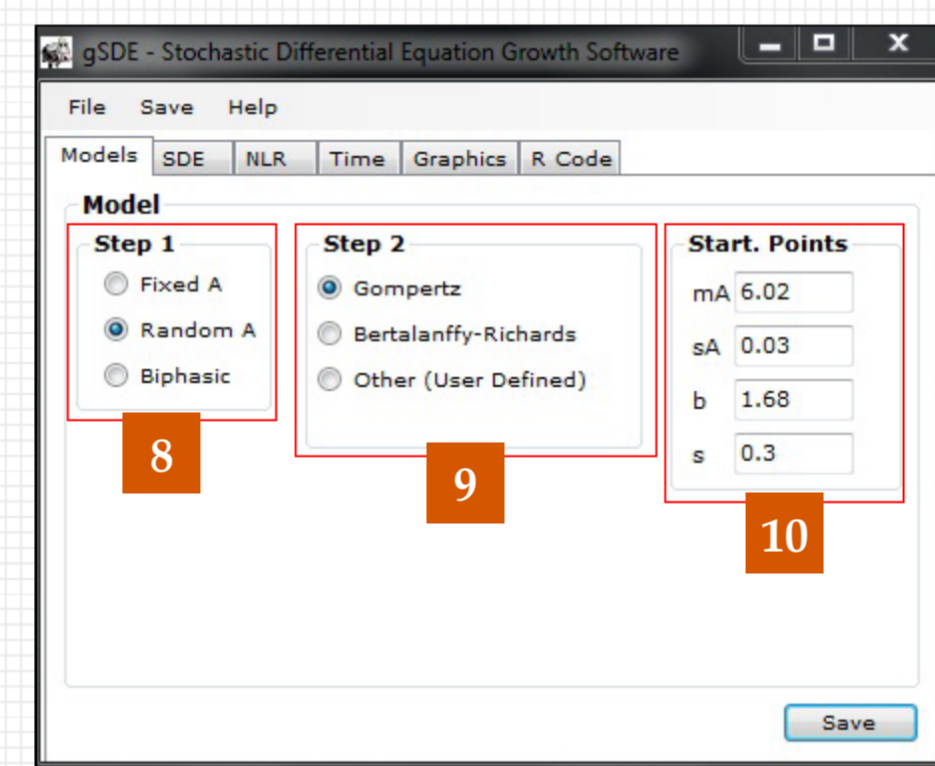 gSDE - Stochastic Differential Equation Growth Software
File Save Help
Models SDE NLR Time Graphics R Code
Model
Step 1
Fixed A
Random A
Biphasic
8
Step 2
Gompertz
Bertalanffy-Richards
Other (User Defined)
9
Start. Points
mA 6.02
sA 0.03
b 1.68
s 0.3
10
Save